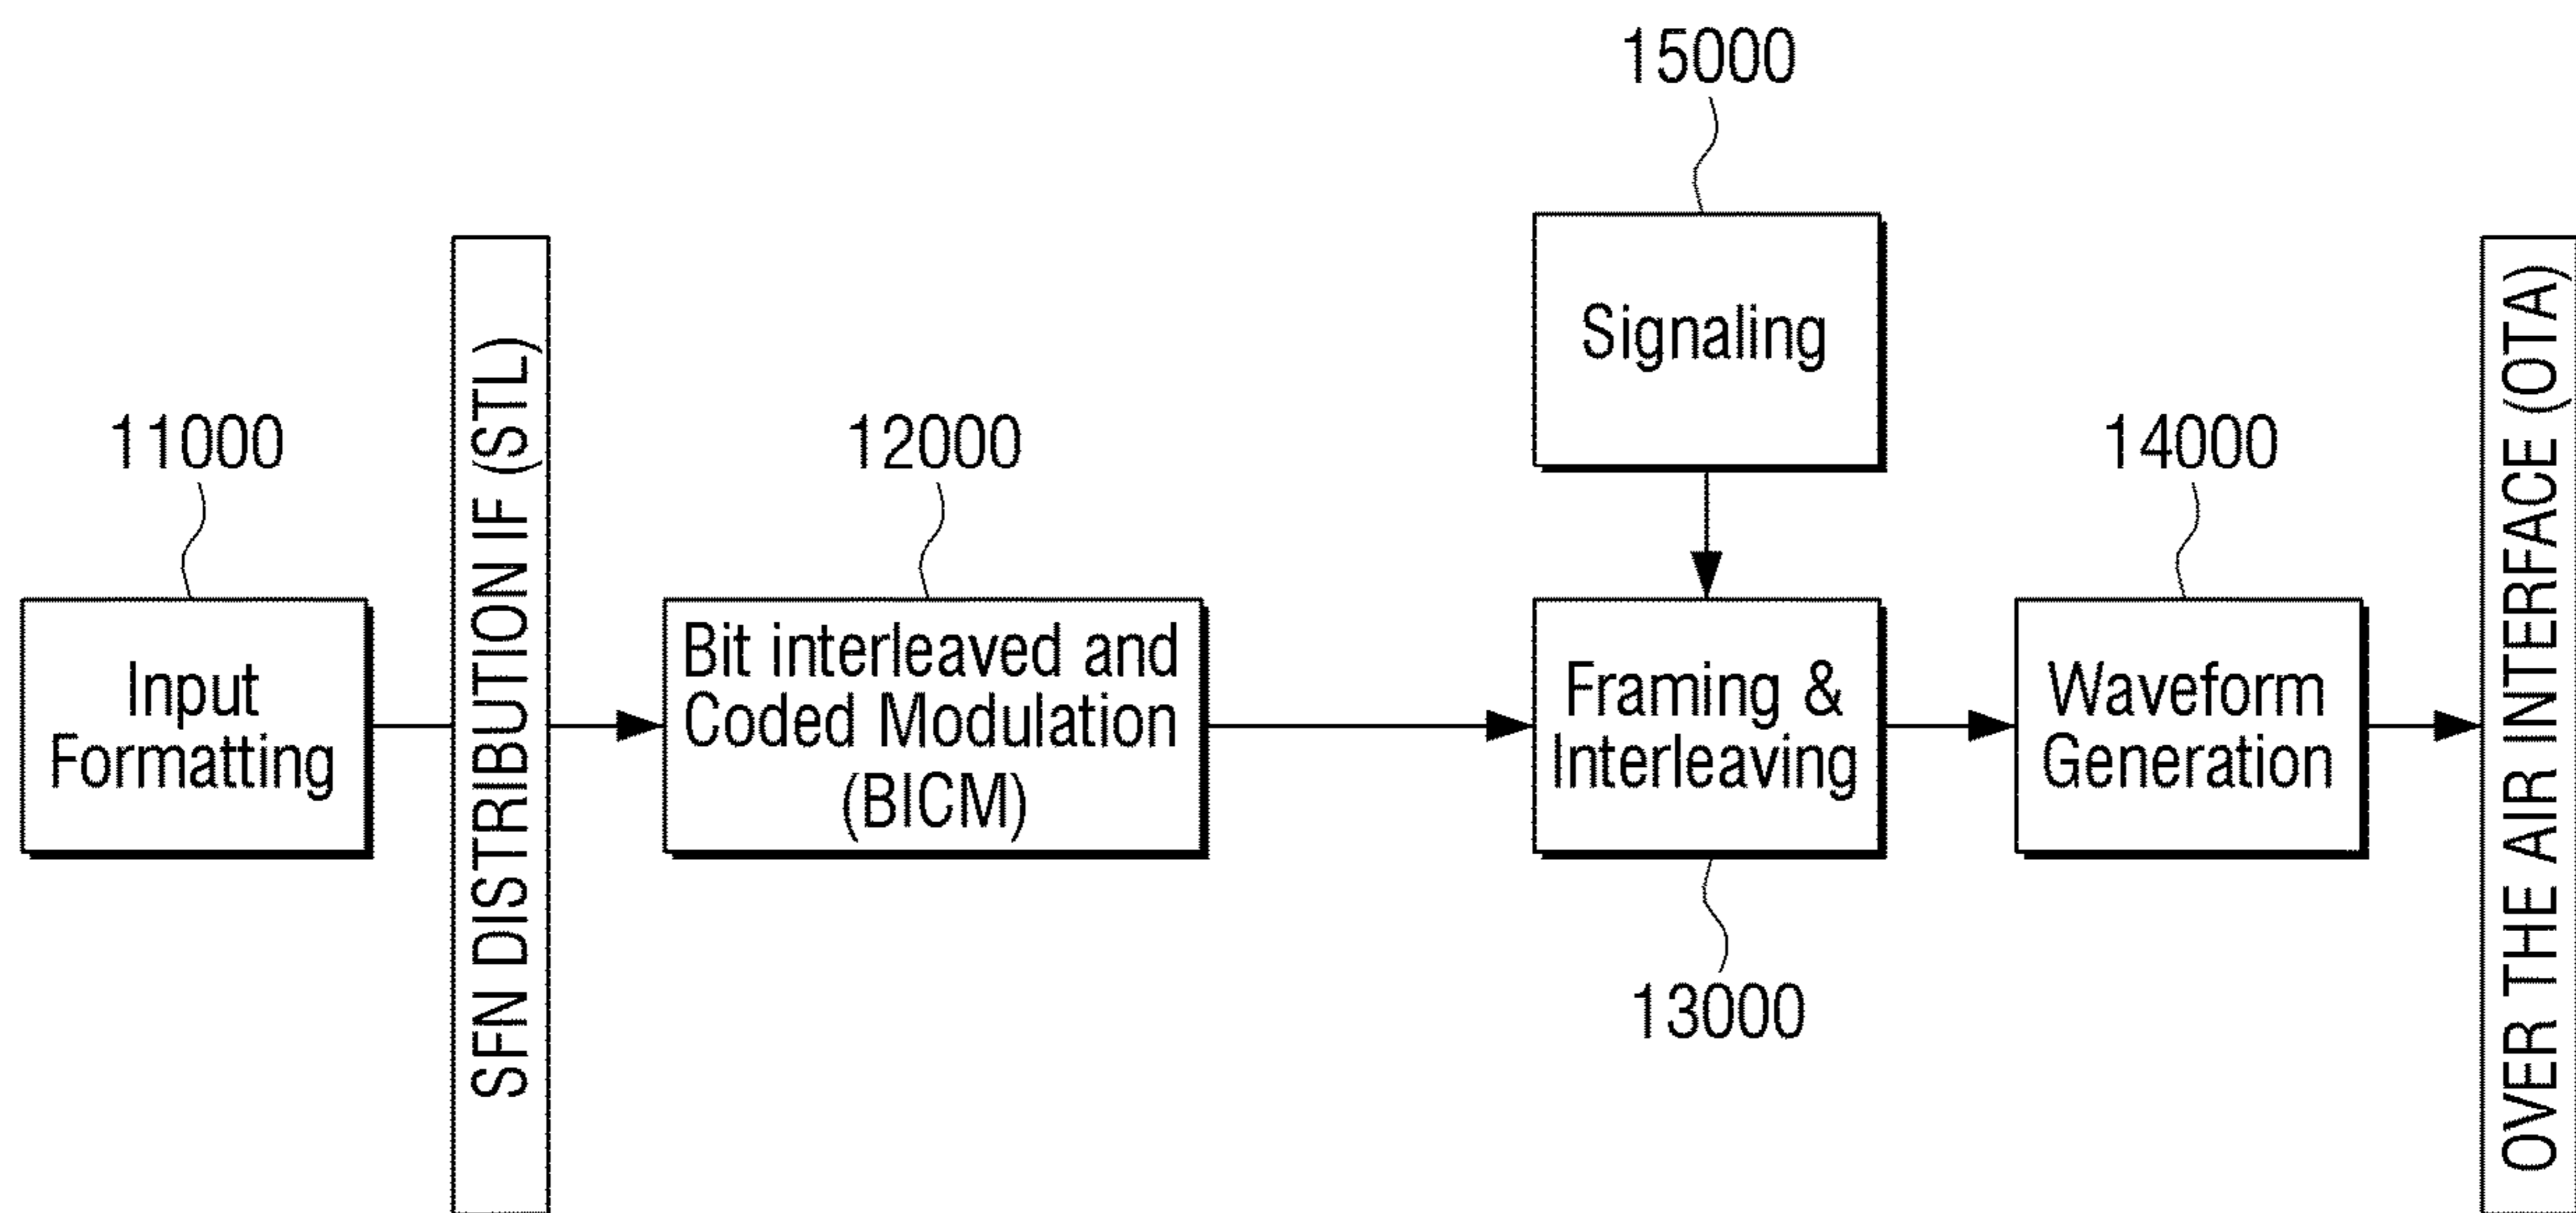 15000
Signaling
11000
SFN DISTRIBUTION IF (STL)
12000
14000
OVER THE AIR INTERFACE (OTA)
Input
Formatting
Bit interleaved and
Coded Modulation
(BICM)
Framing &
Interleaving
Waveform
Generation
13000